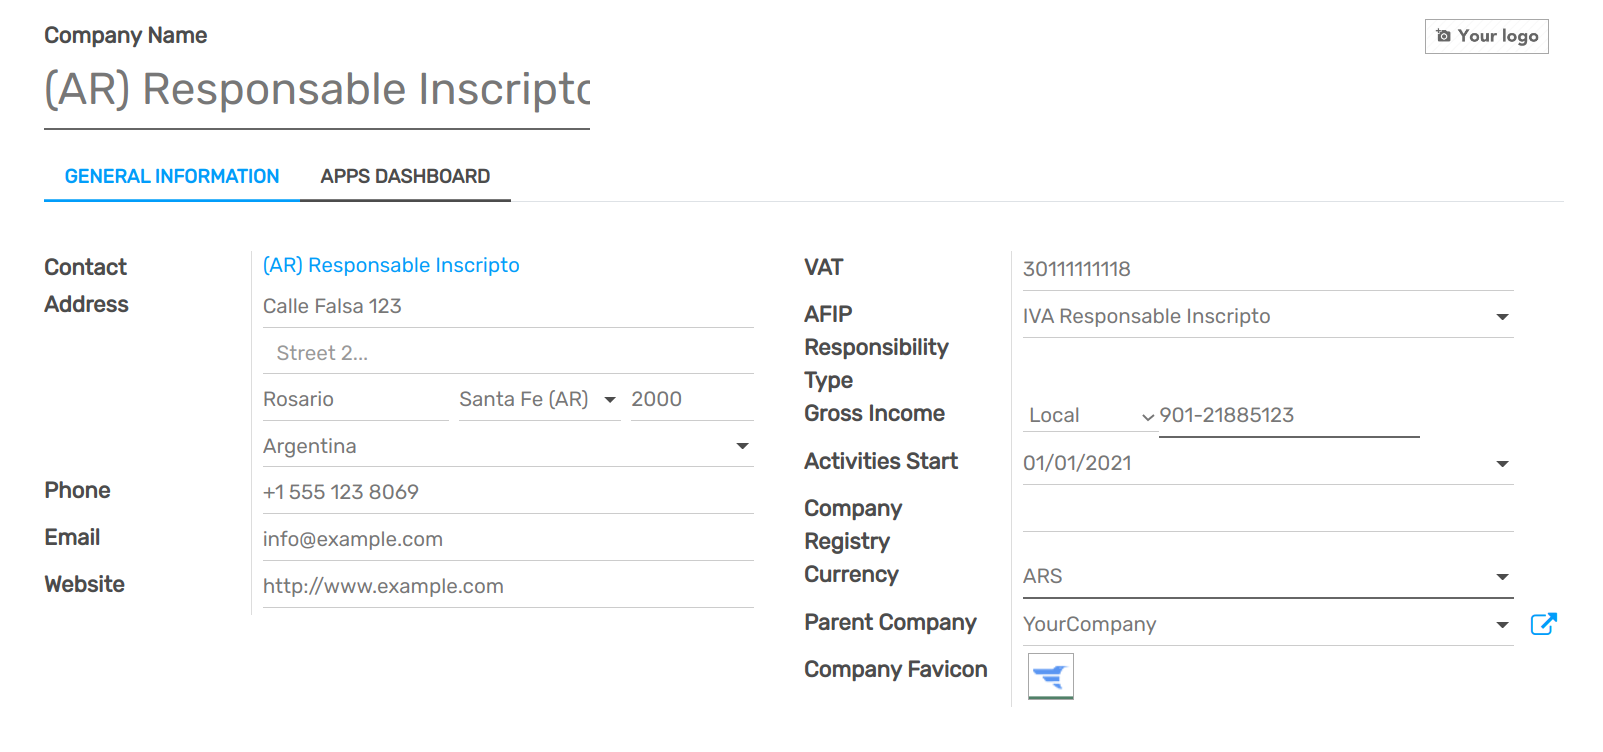 Company Name
Your logo
(AR) Responsable Inscripto
GENERAL INFORMATION
APPS DASHBOARD
Contact
(AR) Responsable Inscripto
Address
Calle Falsa 123
Street 2...
Rosario
Santa Fe (AR)
2000
Argentina
Phone
+1 555 123 8069
Email
info@example.com
Website
http://www.example.com
VAT
30111111118
AFIP
Responsibility
Type
IVA Responsable Inscripto
Gross Income
Local
901-21885123
Activities Start
01/01/2021
Company
Registry
Currency
ARS
Parent Company
YourCompany
Company Favicon